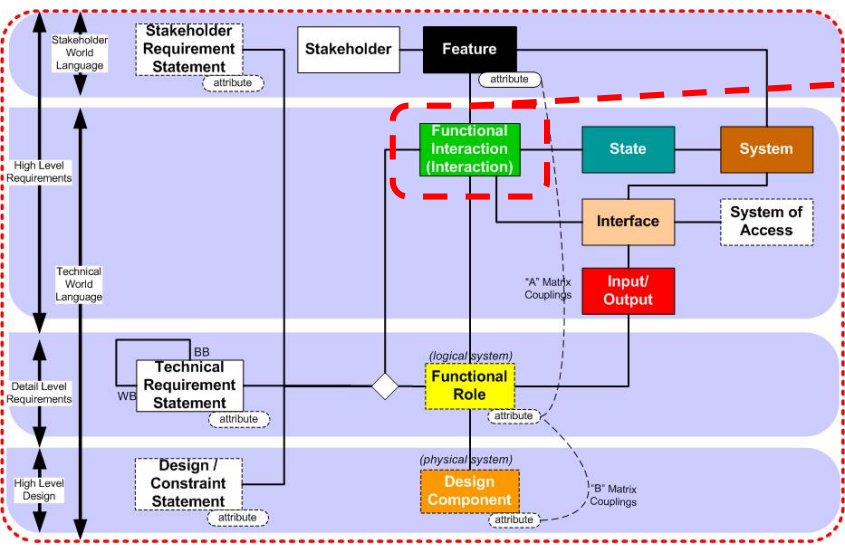 Stakeholder
World
Language
Stakeholder
Requirement
Statement
attribute
Stakeholder
Feature
attribute
High Level
Requirements
Functional
Interaction
(Interaction)
State
System
Interface
System of
Access
Technical
World
Language
"A" Matrix
Couplings
Input/
Output
BB
WB
Technical
Requirement
Statement
attribute
(logical system)
Functional
Role
attribute
Detail Level
Requirements
High Level
Design
Design /
Constraint
Statement
attribute
(physical system)
Design
Component
attribute
"B" Matrix
Couplings